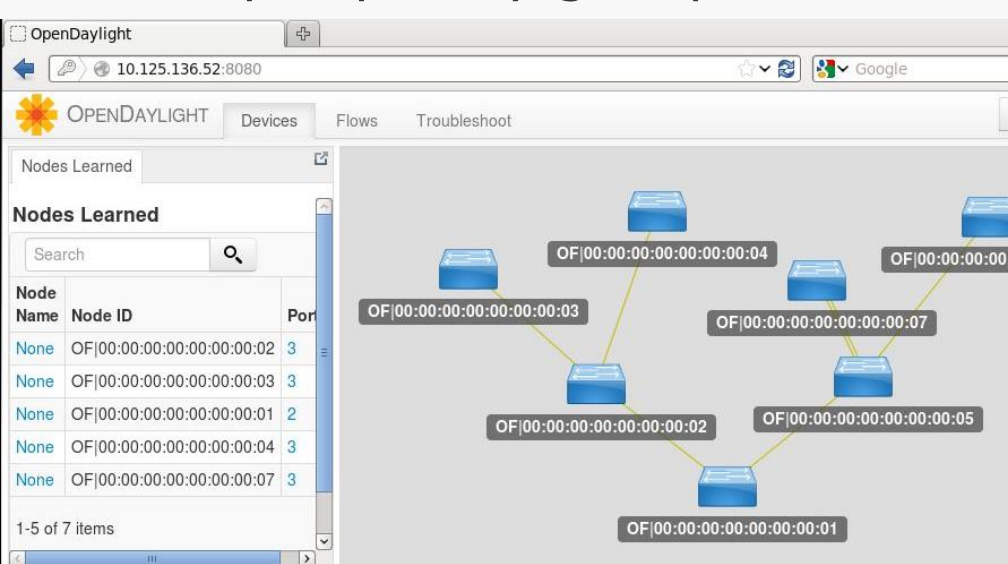 OpenDaylight
10.125.136.52:8080
Google
OPENDAYLIGHT
Devices
Flows
Troubleshoot
Nodes Learned
Nodes Learned
Search
Node Name
Node ID
Port
None OF|00:00:00:00:00:00:00:02 3
None OF|00:00:00:00:00:00:00:03 3
None OF|00:00:00:00:00:00:00:01 2
None OF|00:00:00:00:00:00:00:04 3
None OF|00:00:00:00:00:00:00:07 3
1-5 of 7 items
OF|00:00:00:00:00:00:00:04
OF|00:00:00:00
OF|00:00:00:00:00:00:00:03
OF|00:00:00:00:00:00:00:07
OF|00:00:00:00:00:00:00:02
OF|00:00:00:00:00:00:00:05
OF|00:00:00:00:00:00:00:01